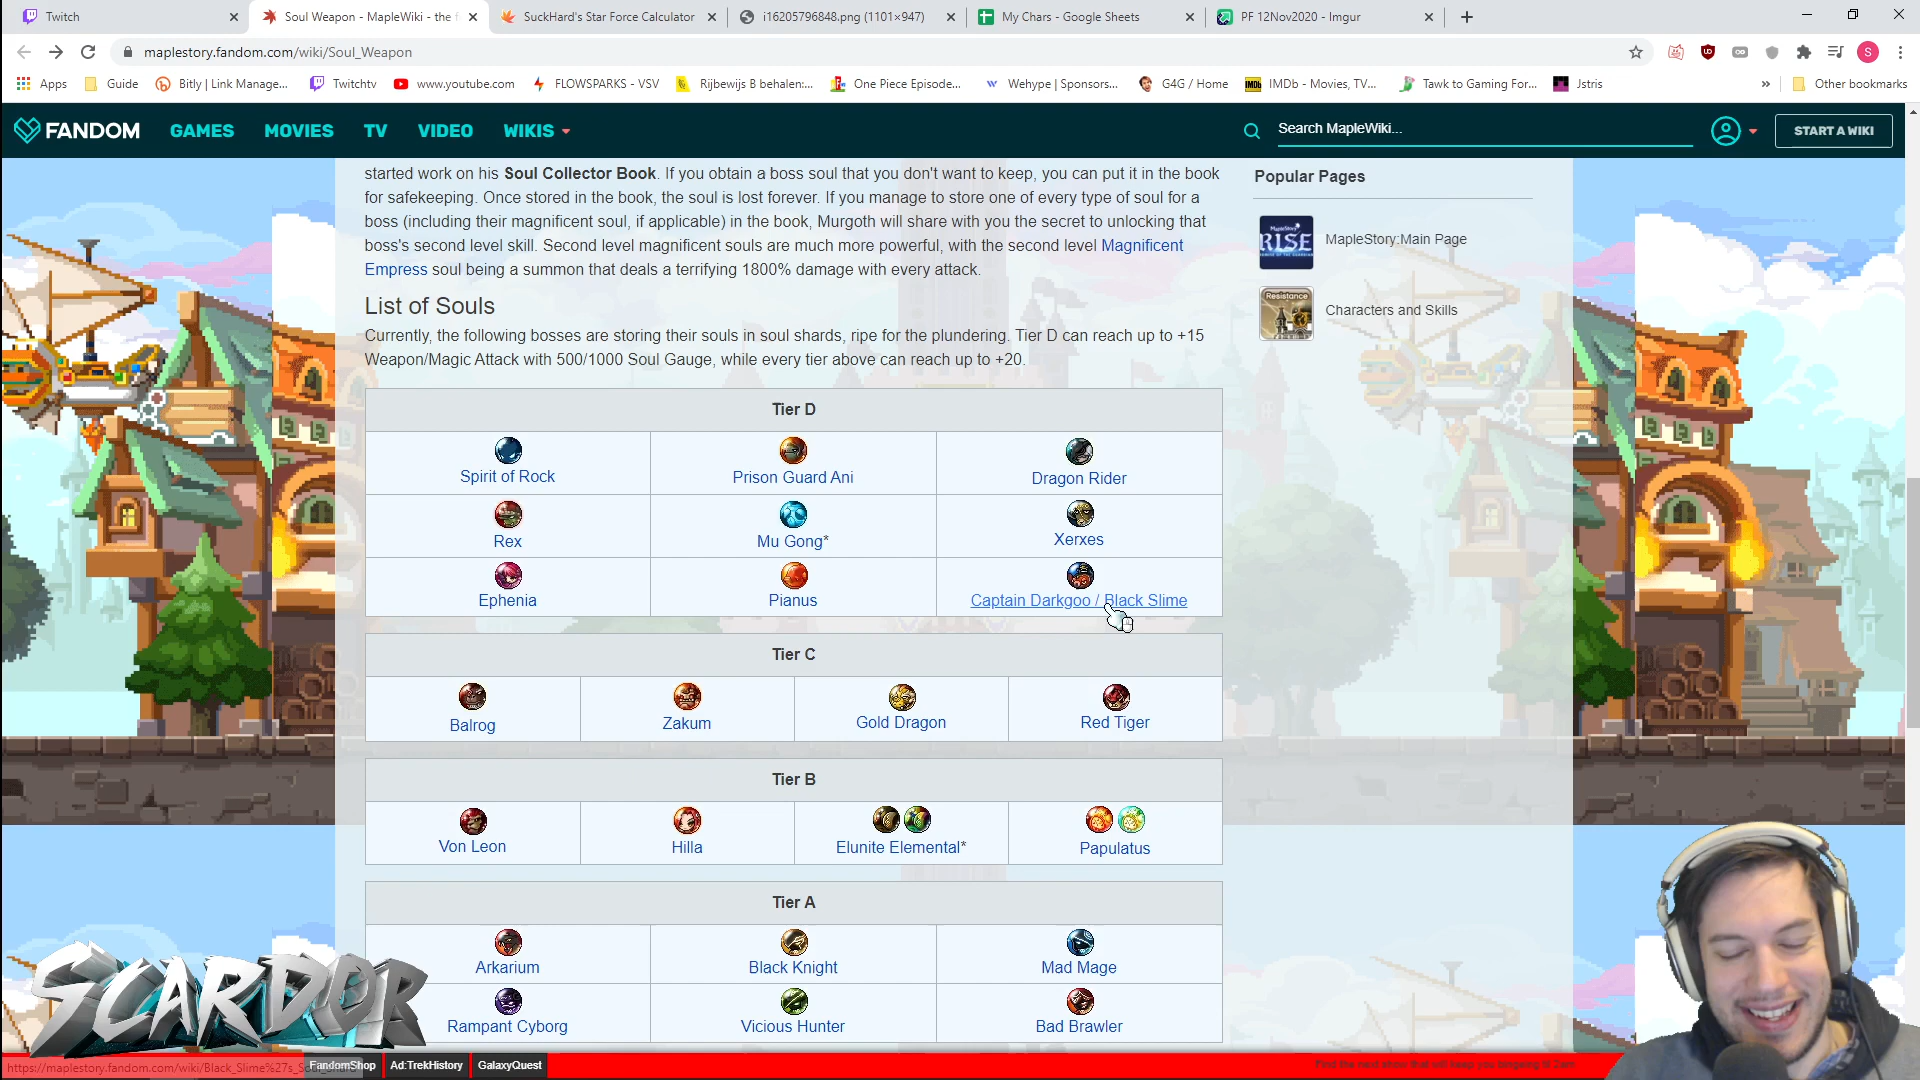 Twitch
Soul Weapon - MapleWiki - the f
SuckHard's Star Force Calculator
i16205796848.png (1101×947)
My Chars - Google Sheets
PF 12Nov2020 - Imgur
maplestory.fandom.com/wiki/Soul_Weapon
S
Apps
Guide
Bitly | Link Manage...
Twitchtv
www.youtube.com
FLOWSPARKS - VSV
Rijbewijs B behalen:...
One Piece Episode...
Wehype | Sponsors...
G4G / Home
IMDb - Movies, TV...
Tawk to Gaming For...
Jstris
»
Other bookmarks
FANDOM
GAMES
MOVIES
TV
VIDEO
WIKIS
Search MapleWiki...
START A WIKI
started work on his Soul Collector Book. If you obtain a boss soul that you don't want to keep, you can put it in the book
for safekeeping. Once stored in the book, the soul is lost forever. If you manage to store one of every type of soul for a
boss (including their magnificent soul, if applicable) in the book, Murgoth will share with you the secret to unlocking that
boss's second level skill. Second level magnificent souls are much more powerful, with the second level Magnificent
Empress soul being a summon that deals a terrifying 1800% damage with every attack.
Popular Pages
MapleStory RISE
MapleStory:Main Page
Resistance
Characters and Skills
List of Souls
Currently, the following bosses are storing their souls in soul shards, ripe for the plundering. Tier D can reach up to +15
Weapon/Magic Attack with 500/1000 Soul Gauge, while every tier above can reach up to +20.
Tier D
Spirit of Rock
Prison Guard Ani
Dragon Rider
Rex
Mu Gong*
Xerxes
Ephenia
Pianus
Captain Darkgoo / Black Slime
Tier C
Balrog
Zakum
Gold Dragon
Red Tiger
Tier B
Von Leon
Hilla
Elunite Elemental*
Papulatus
Tier A
Arkarium
Black Knight
Mad Mage
Rampant Cyborg
Vicious Hunter
Bad Brawler
SCARDOR
https://maplestory.fandom.com/wiki/Black_Slime%27s_Soul_Shard
FandomShop
Ad:TrekHistory
GalaxyQuest